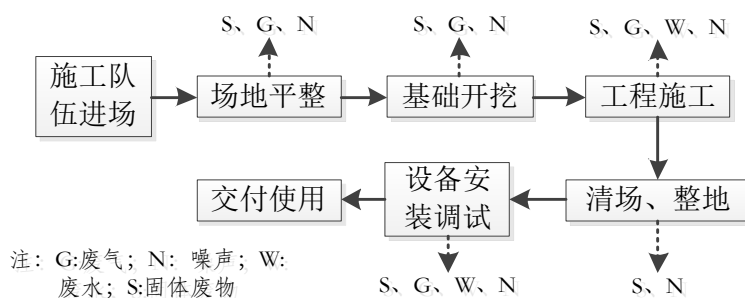 S、G、N
S、G、N
S、G、W、N
施工队
伍进场
场地平整
基础开挖
工程施工
交付使用
设备安
装调试
清场、整地
注：G:废气；N：噪声；W:
废水；S:固体废物
S、G、W、N
S、N